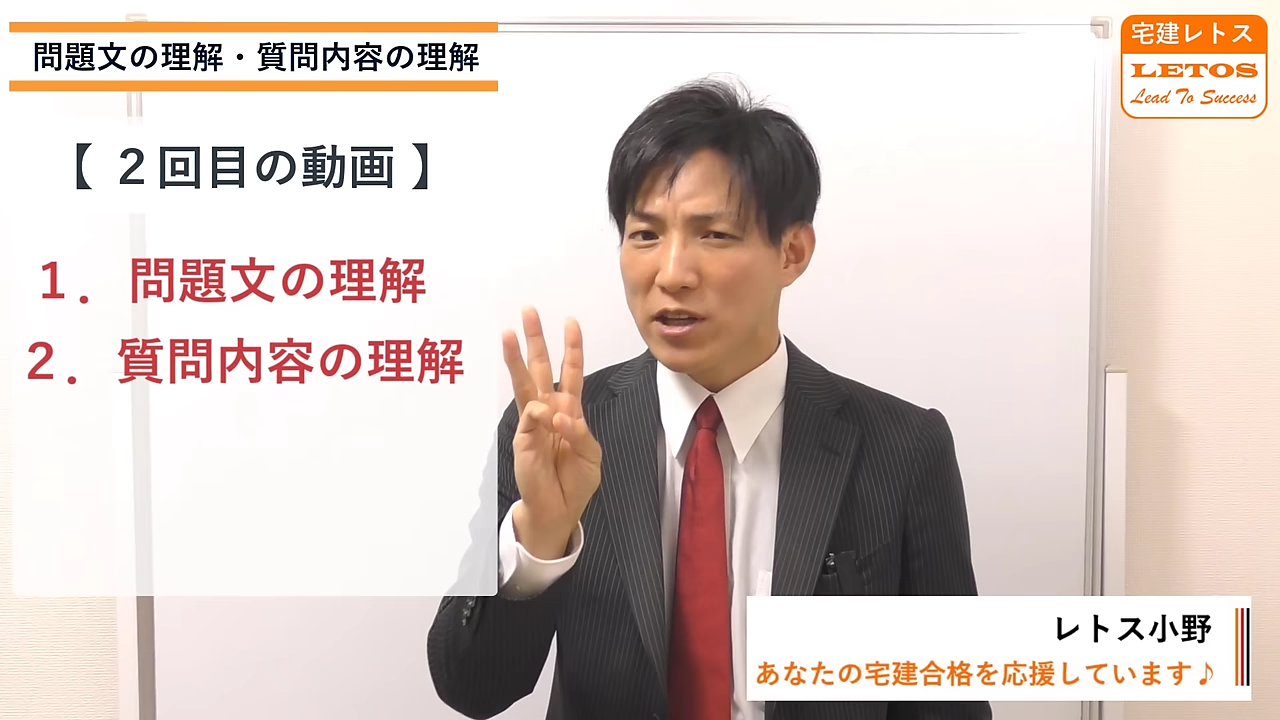 問題文の理解・質問内容の理解
宅建レトス
LETOS
Lead To Success
【 2回目の動画 】
1. 問題文の理解
2. 質問内容の理解
レトス小野
あなたの宅建合格を応援しています♪